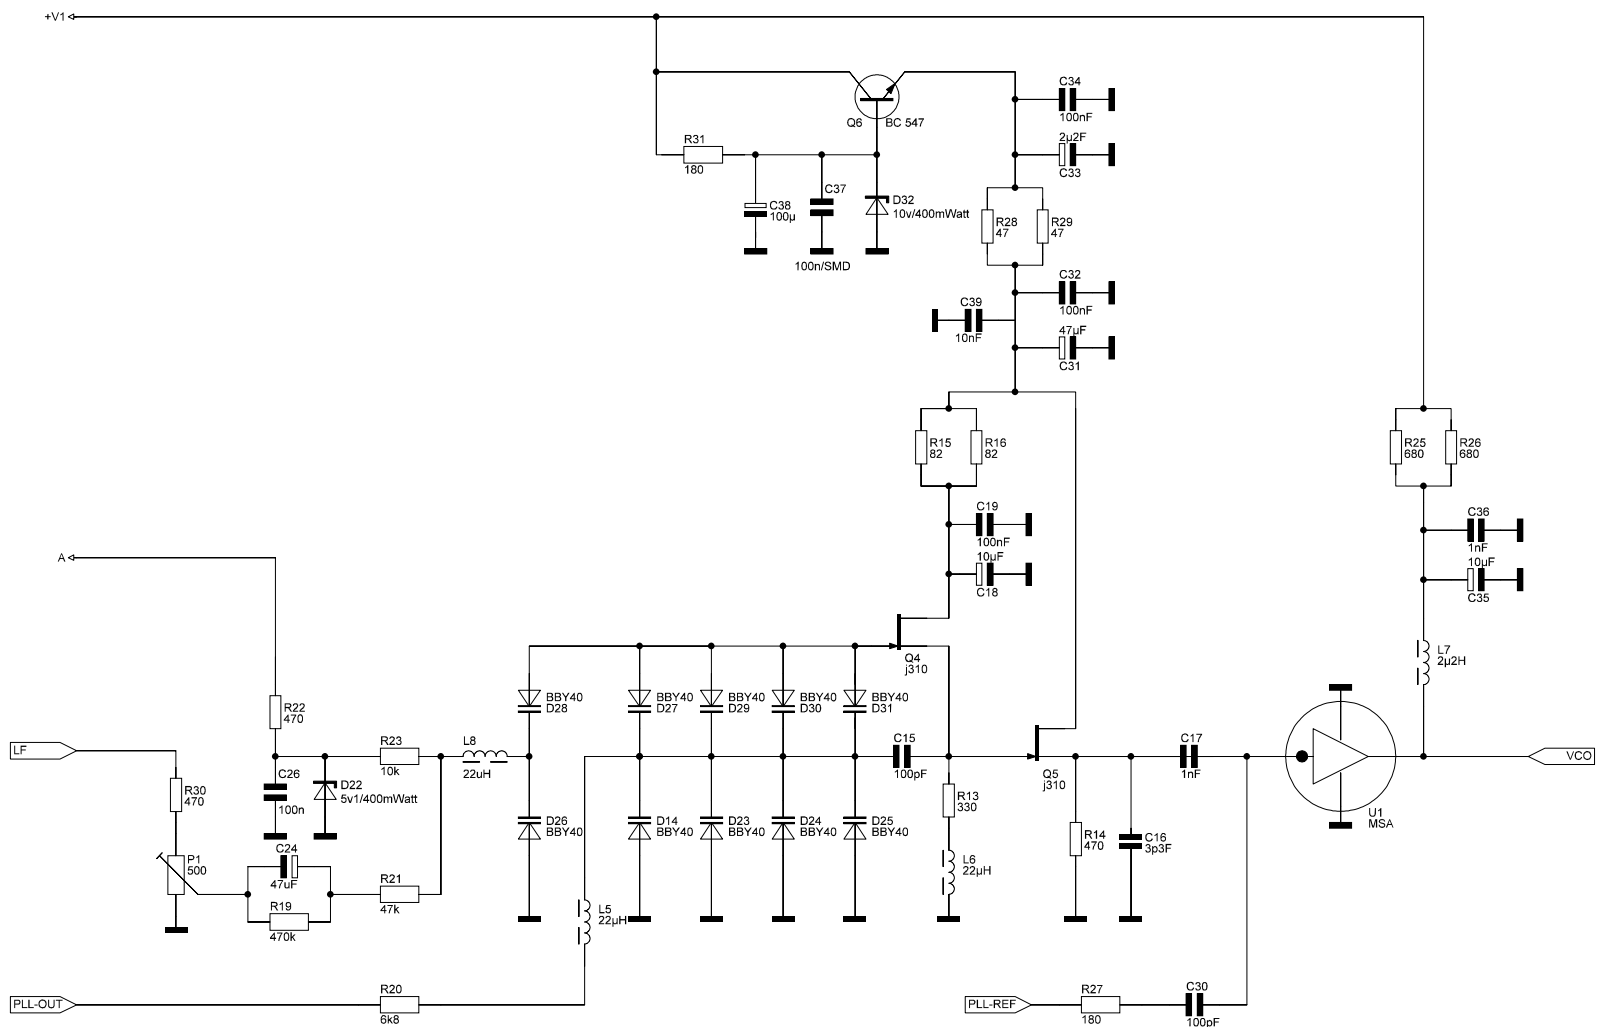 +V1
C34
100nF
Q6
BC 547
2µ2F
C33
R31
180
C37
C38
100µ
D32
10v/400mWatt
100n/SMD
R28
47
R29
47
C32
100nF
C39
10nF
47µF
C31
R15
82
R16
82
R25
680
R26
680
C19
100nF
10µF
C18
C36
1nF
10µF
C35
A
Q4
j310
L7
2µ2H
R22
470
BBY40
D28
BBY40
D27
BBY40
D29
BBY40
D30
BBY40
D31
LF
R23
10k
L8
22uH
C15
100pF
Q5
j310
C17
1nF
VCO
C26
100n
D22
5v1/400mWatt
R30
470
R13
330
D26
BBY40
D14
BBY40
D23
BBY40
D24
BBY40
D25
BBY40
U1
MSA
R14
470
C16
3p3F
P1
500
C24
47uF
L6
22µH
R21
47k
R19
470k
L5
22µH
PLL-OUT
R20
6k8
PLL-REF
R27
180
C30
100pF